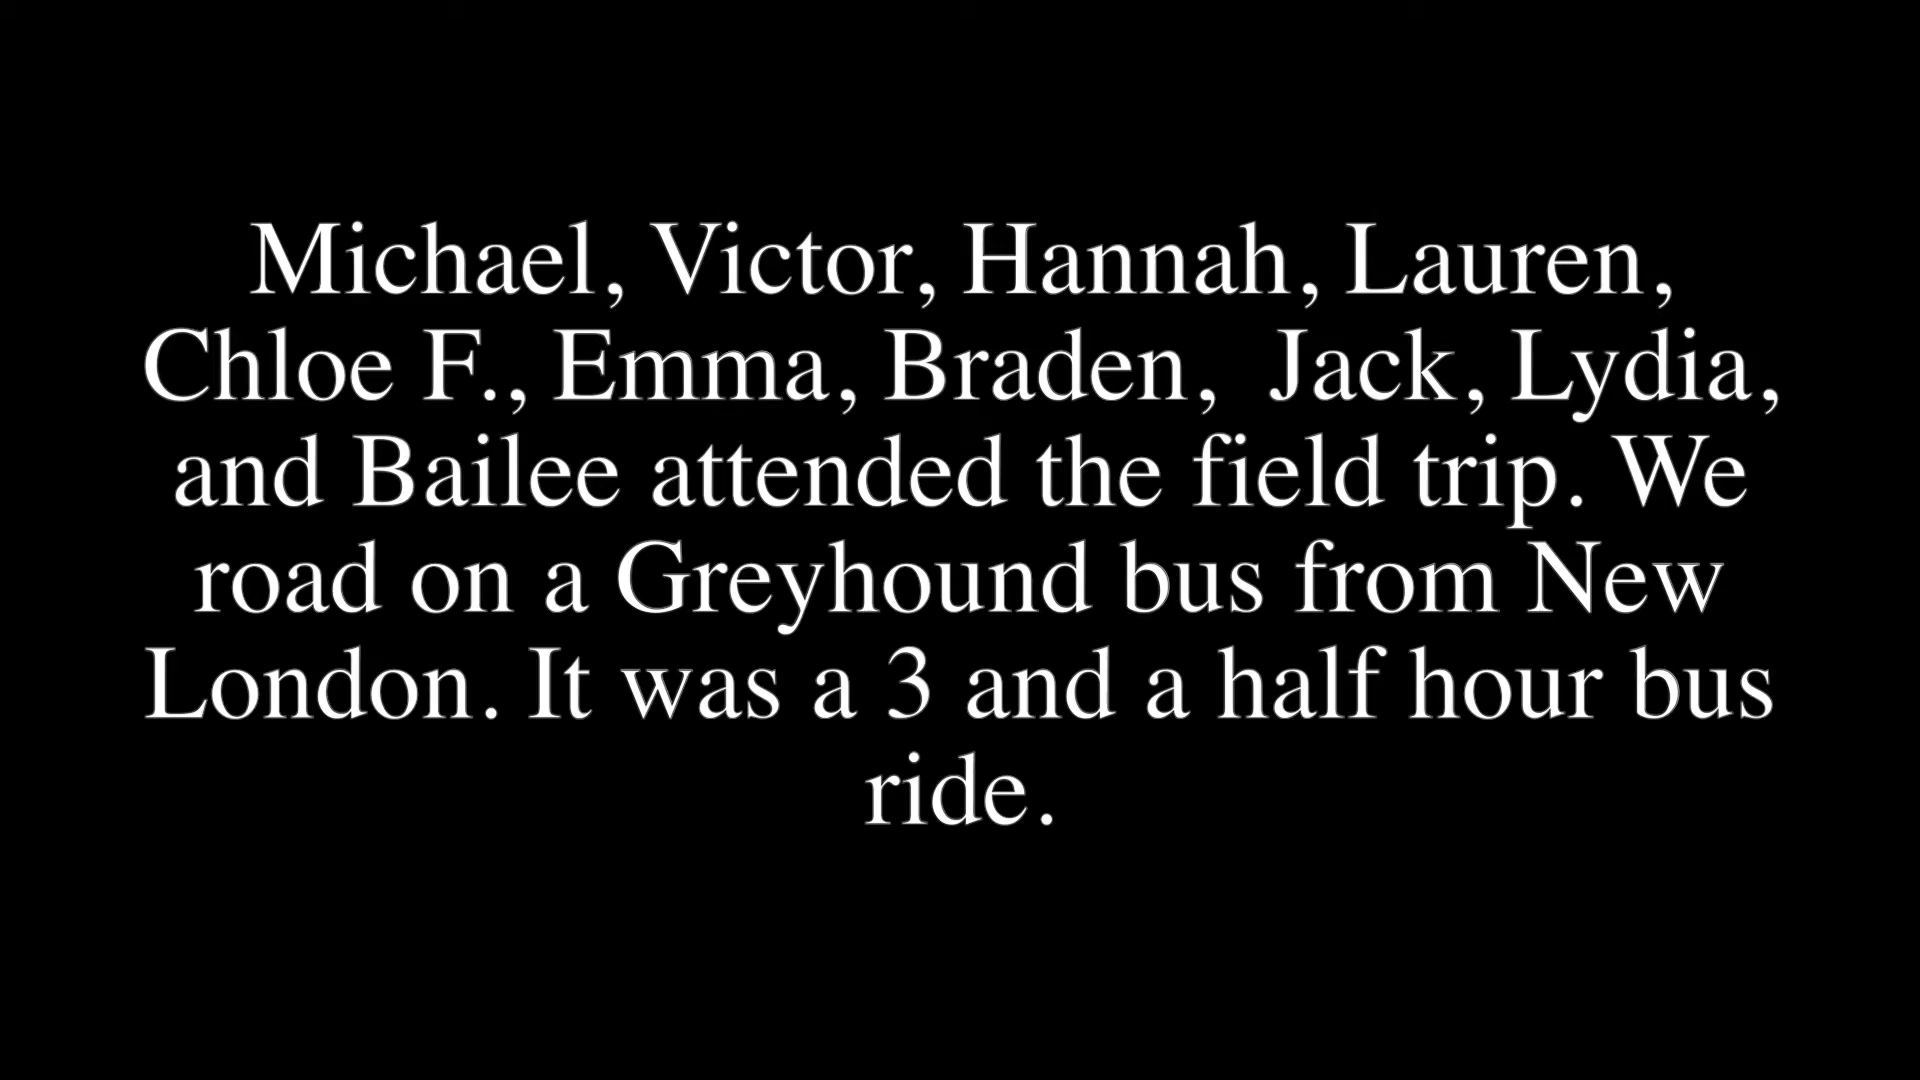 Michael, Victor, Hannah, Lauren,
Chloe F., Emma, Braden,  Jack, Lydia,
and Bailee attended the field trip. We
road on a Greyhound bus from New
London. It was a 3 and a half hour bus
ride.